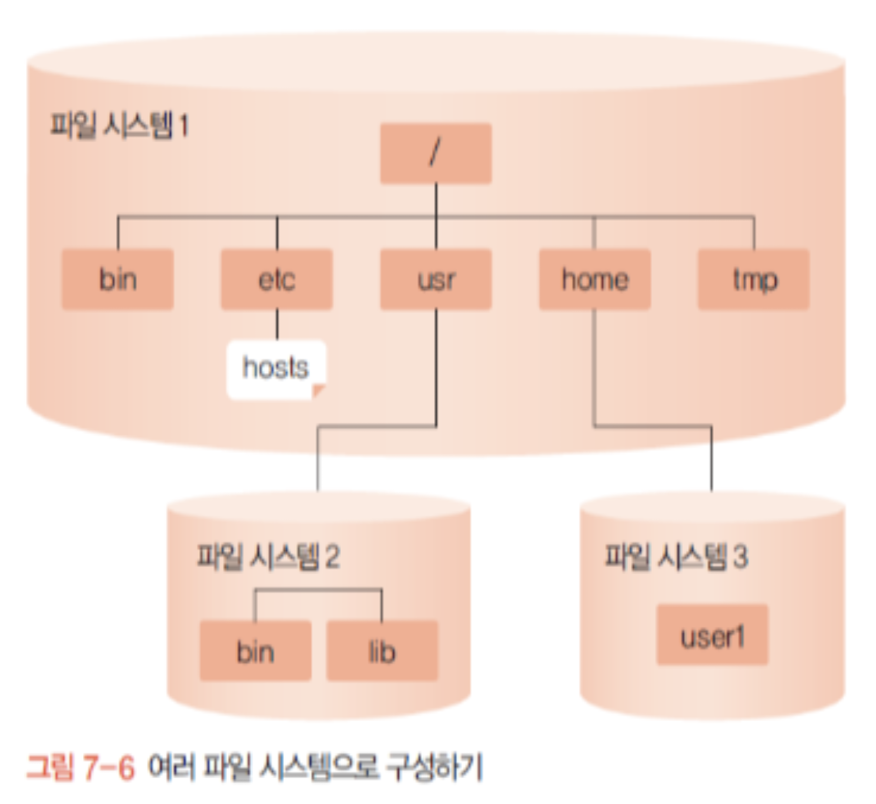 파일 시스템 1
/
bin
etc
usr
home
tmp
hosts
파일 시스템 2
파일 시스템 3
bin
lib
user1
그림 7-6 여러 파일 시스템으로 구성하기